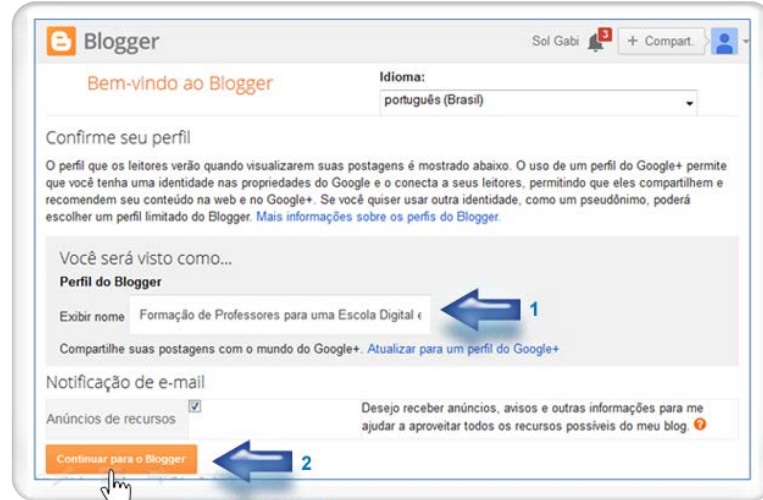 Blogger
Sol Gabi 3 + Compart.
Bem-vindo ao Blogger
Idioma:
português (Brasil)
Confirme seu perfil
O perfil que os leitores verão quando visualizarem suas postagens é mostrado abaixo. O uso de um perfil do Google+ permite
que você tenha uma identidade nas propriedades do Google e o conecta a seus leitores, permitindo que eles compartilhem e
recomendem seu conteúdo na web e no Google+. Se você quiser usar outra identidade, como um pseudônimo, poderá
escolher um perfil limitado do Blogger. Mais informações sobre os perfis do Blogger.
Você será visto como...
Perfil do Blogger
Exibir nome Formação de Professores para uma Escola Digital e
1
Compartilhe suas postagens com o mundo do Google+. Atualizar para um perfil do Google+
Notificação de e-mail
Anúncios de recursos
Desejo receber anúncios, avisos e outras informações para me
ajudar a aproveitar todos os recursos possíveis do meu blog. ?
Continuar para o Blogger
2